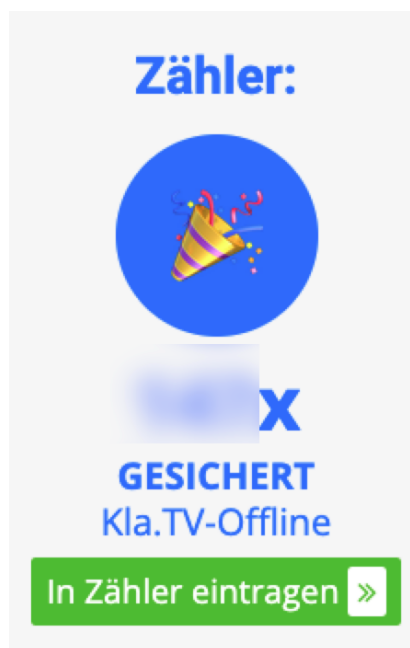 Zähler:
x
GESICHERT
Kla.TV-Offline
In Zähler eintragen »